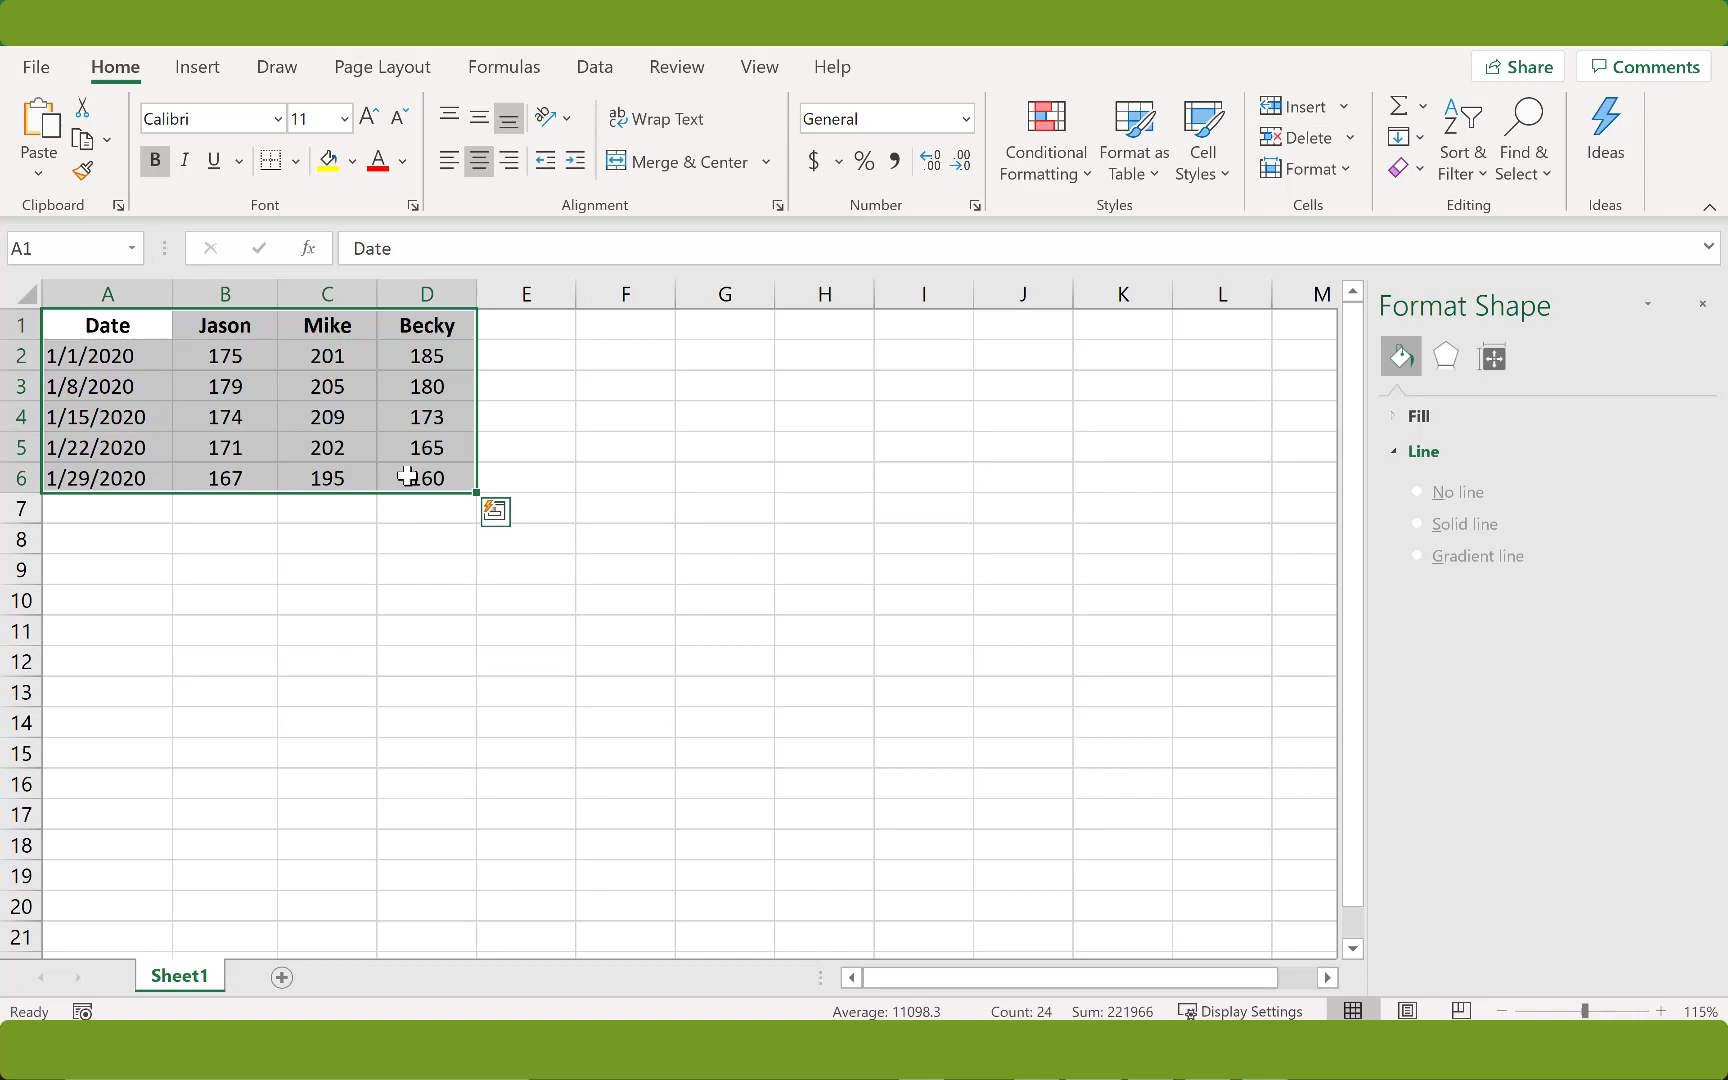 File Home Insert Draw Page Layout Formulas Data Review View Help Share Comments
Calibri 11 Wrap Text General Insert
Paste B I U Merge & Center $ % Conditional Formatting Format as Table Cell Styles Delete Sort & Filter Find & Select Ideas
Format
Clipboard Font Alignment Number Styles Cells Editing Ideas
A1 fx Date
A B C D E F G H I J K L M
Format Shape
1 Date Jason Mike Becky
2 1/1/2020 175 201 185
3 1/8/2020 179 205 180
4 1/15/2020 174 209 173
5 1/22/2020 171 202 165
6 1/29/2020 167 195 160
7
8
9
10
11
12
13
14
15
16
17
18
19
20
21
Fill
Line
No line
Solid line
Gradient line
Sheet1
Ready Average: 11098.3 Count: 24 Sum: 221966 Display Settings 115%